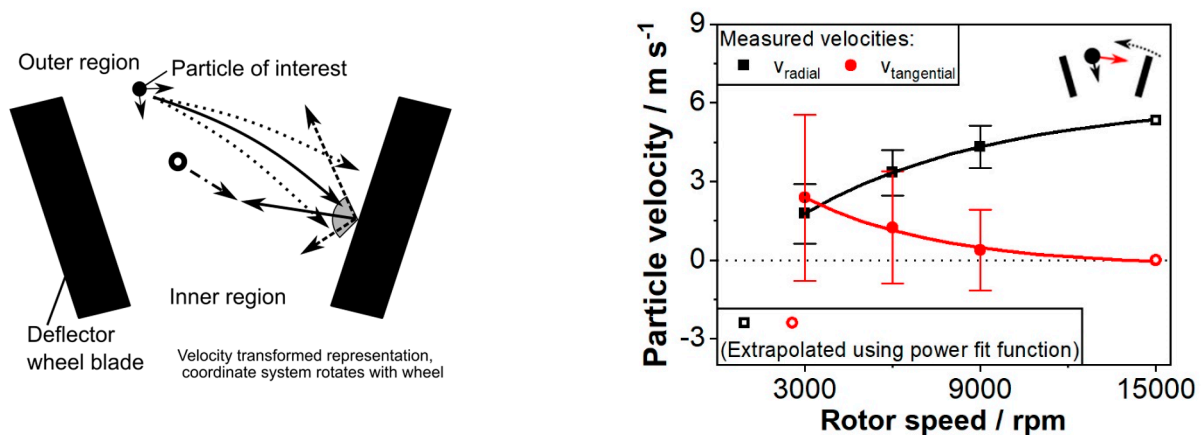 Outer region
Particle of interest
Inner region
Deflector
wheel blade
Velocity transformed representation,
coordinate system rotates with wheel
Particle velocity / m s⁻¹
9
6
3
0
-3
Measured velocities:
v_radial v_tangential
(Extrapolated using power fit function)
3000 9000 15000
Rotor speed / rpm